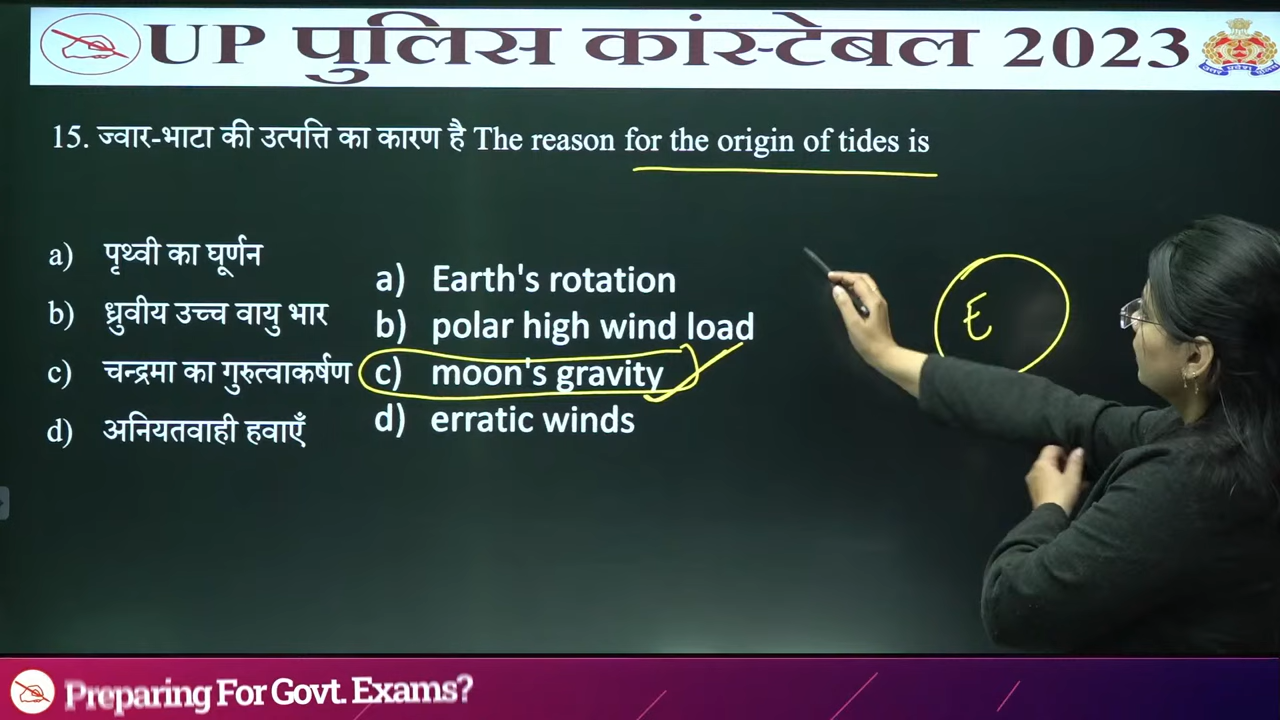 UP पुलिस कांस्टेबल 2023
15. ज्वार-भाटा की उत्पत्ति का कारण है The reason for the origin of tides is
a) पृथ्वी का घूर्णन
b) ध्रुवीय उच्च वायु भार
c) चन्द्रमा का गुरुत्वाकर्षण
d) अनियतवाही हवाएँ
a) Earth's rotation
b) polar high wind load
c) moon's gravity
d) erratic winds
E
Preparing For Govt. Exams?